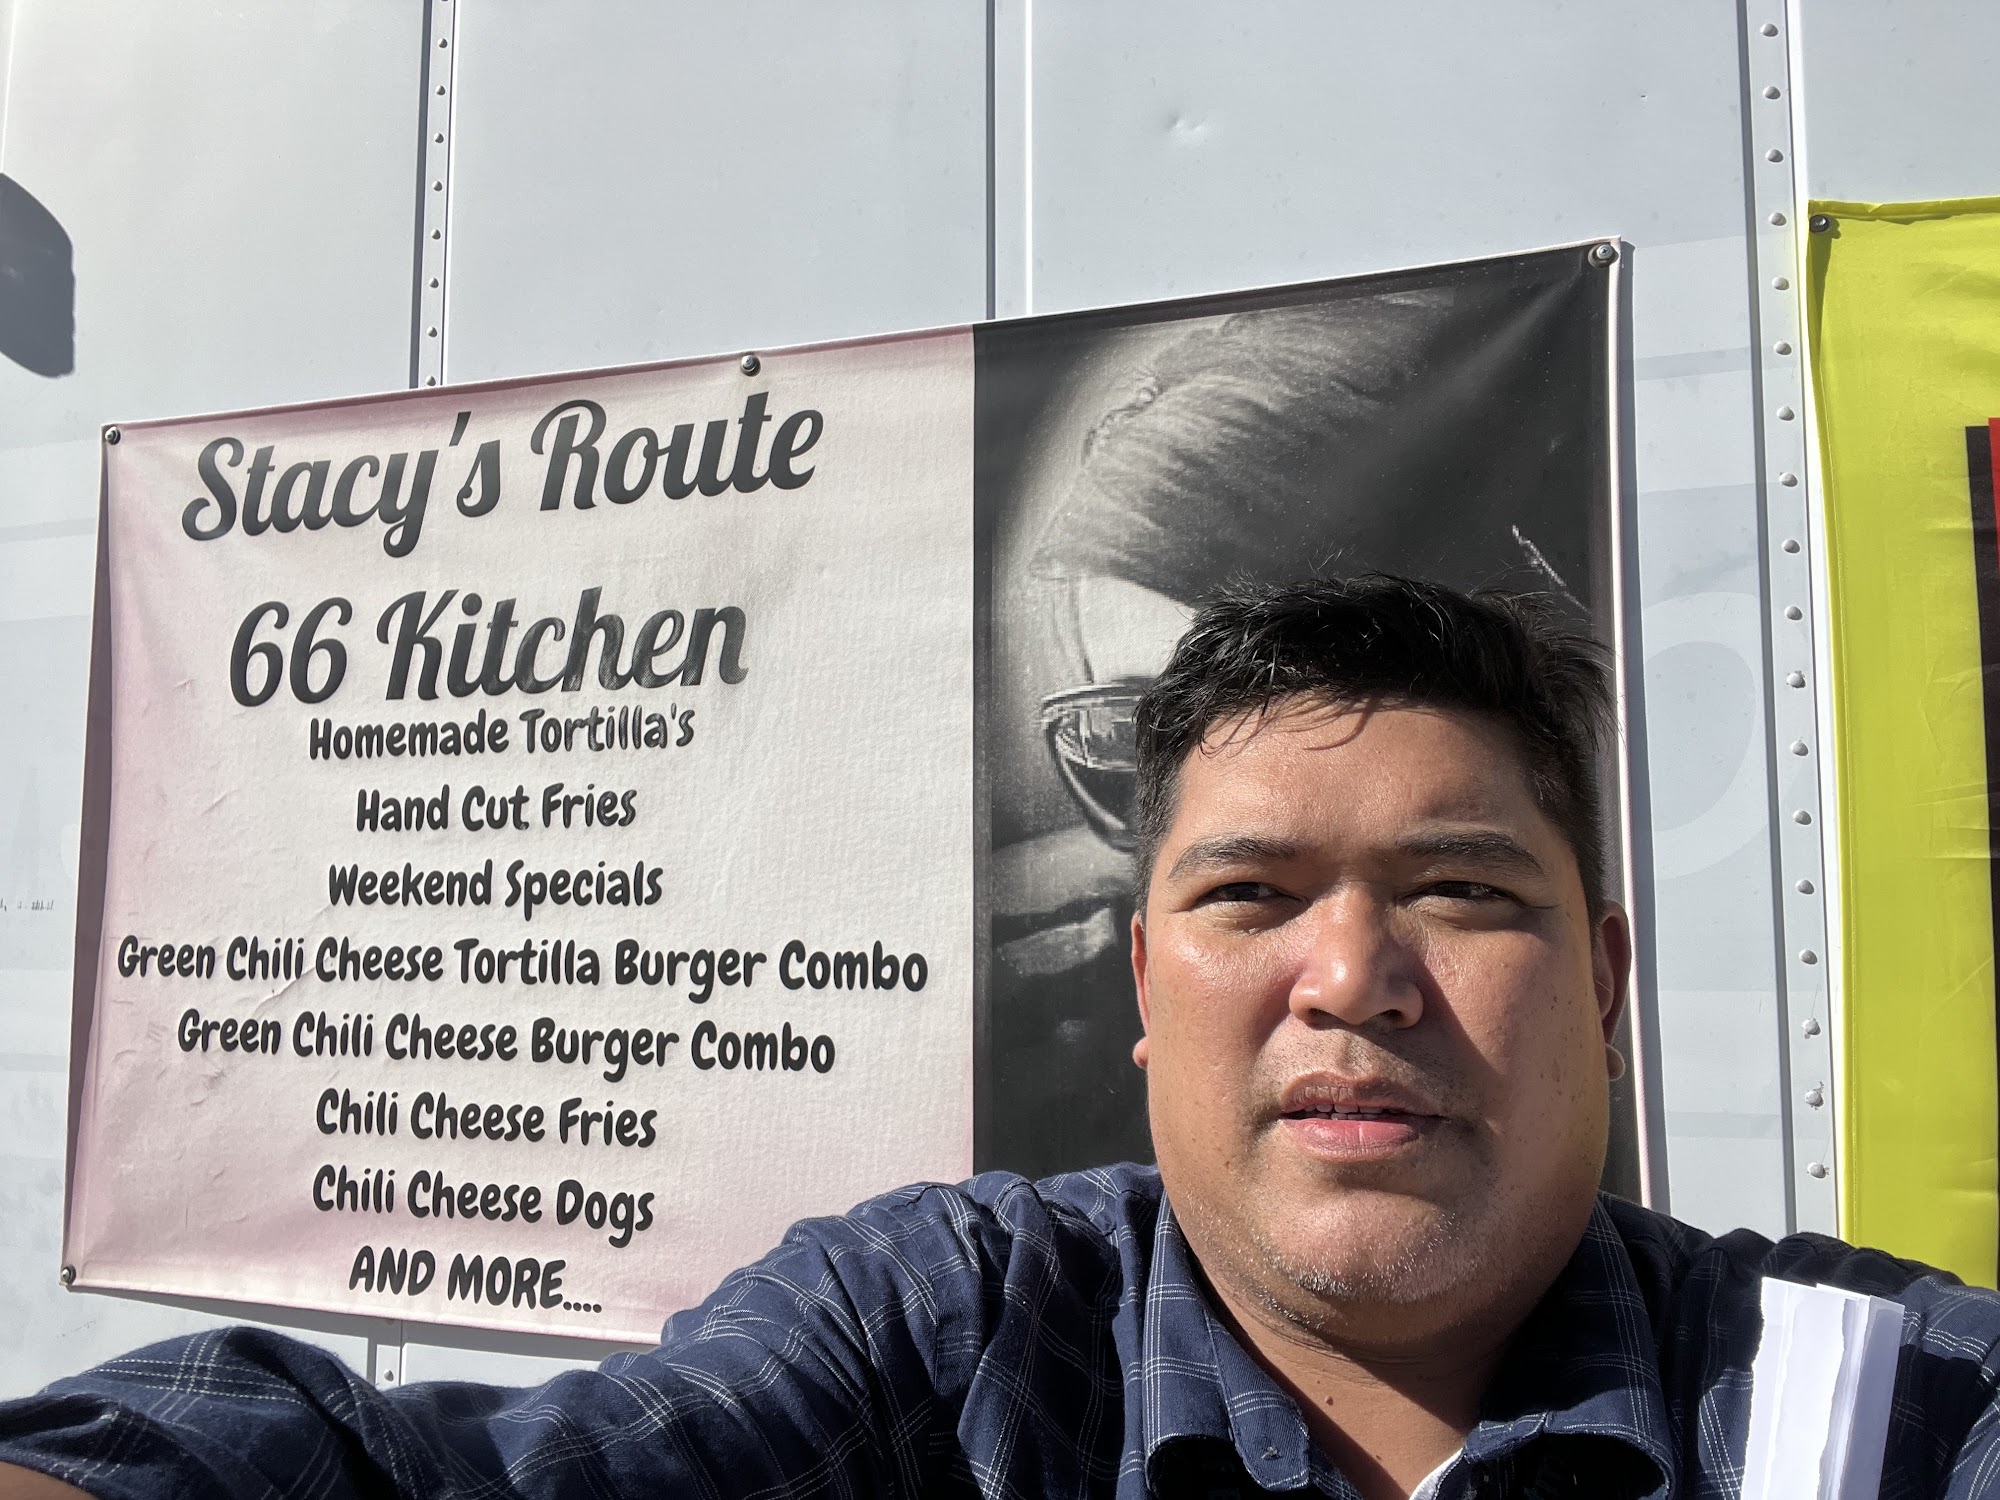 Stacy's Route
66 Kitchen
Homemade Tortilla's
Hand Cut Fries
Weekend Specials
Green Chili Cheese Tortilla Burger Combo
Green Chili Cheese Burger Combo
Chili Cheese Fries
Chili Cheese Dogs
AND MORE....